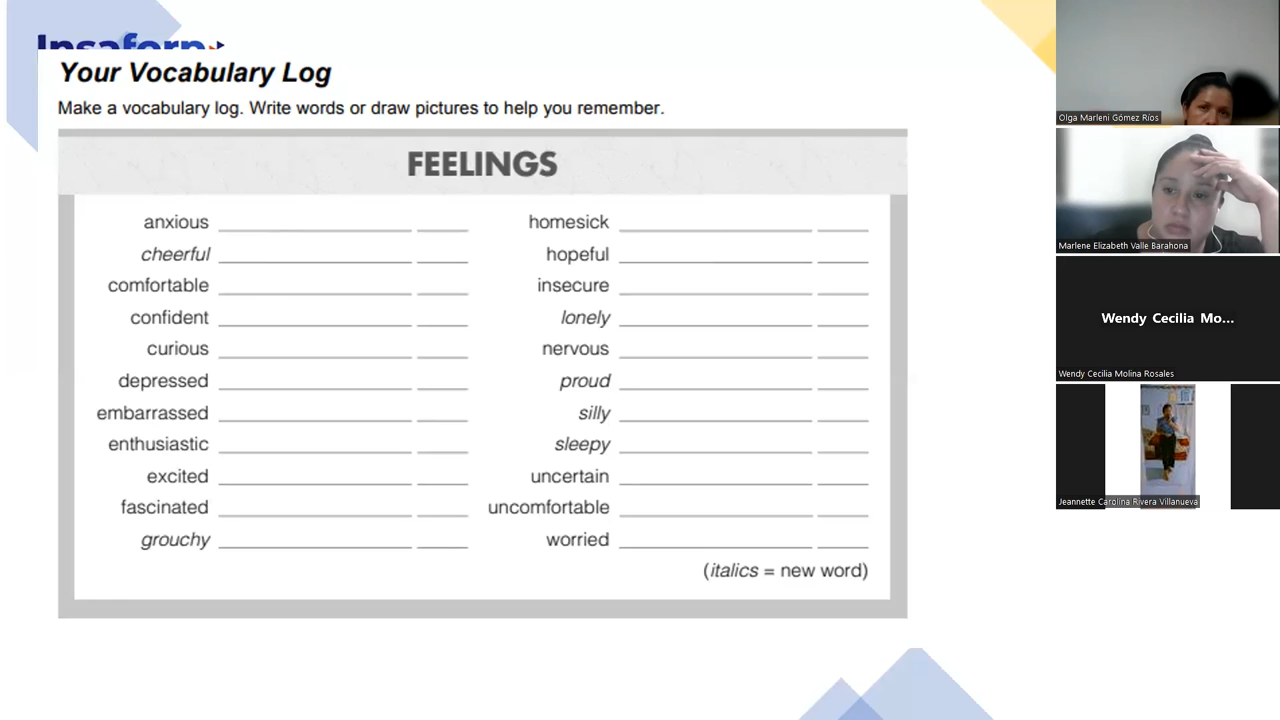 Insaforp
Your Vocabulary Log
Make a vocabulary log. Write words or draw pictures to help you remember.
FEELINGS
anxious
cheerful
comfortable
confident
curious
depressed
embarrassed
enthusiastic
excited
fascinated
grouchy
homesick
hopeful
insecure
lonely
nervous
proud
silly
sleepy
uncertain
uncomfortable
worried
(italics = new word)
Olga Marleni Gómez Ríos
Marlene Elizabeth Valle Barahona
Wendy Cecilia Mo...
Wendy Cecilia Molina Rosales
Jeannette Carolina Rivera Villanueva